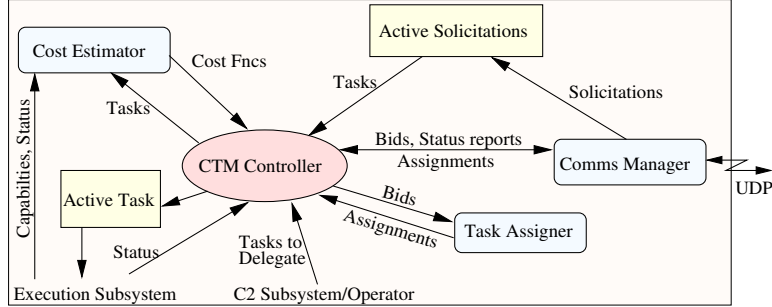 Active Solicitations
Cost Estimator
Cost Fncs
Tasks
Solicitations
Tasks
Capabilties, Status
Bids, Status reports
Assignments
CTM Controller
Comms Manager
UDP
Active Task
Bids
Assignments
Task Assigner
Status
Tasks to
Delegate
Execution Subsystem
C2 Subsystem/Operator